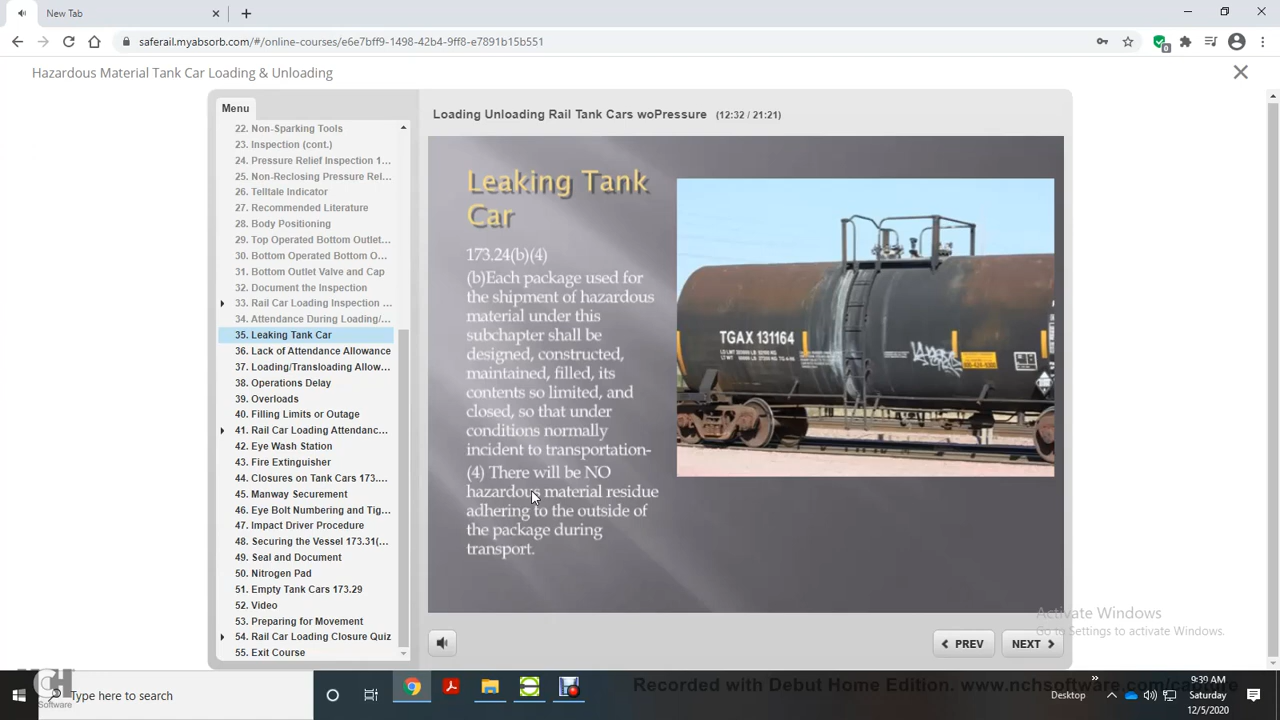 New Tab
saferail.myabsorb.com/#/online-courses/e6e7bff9-1498-42b4-9ff8-e7891b15b551
0
Hazardous Material Tank Car Loading & Unloading
Menu
22. Non-Sparking Tools
23. Inspection (cont.)
24. Pressure Relief Inspection 1...
25. Non-Reclosing Pressure Rel...
26. Telltale Indicator
27. Recommended Literature
28. Body Positioning
29. Top Operated Bottom Outlet...
30. Bottom Operated Bottom O...
31. Bottom Outlet Valve and Cap
32. Document the Inspection
33. Rail Car Loading Inspection ...
34. Attendance During Loading/...
35. Leaking Tank Car
36. Lack of Attendance Allowance
37. Loading/Transloading Allow...
38. Operations Delay
39. Overloads
40. Filling Limits or Outage
41. Rail Car Loading Attendanc...
42. Eye Wash Station
43. Fire Extinguisher
44. Closures on Tank Cars 173....
45. Manway Securement
46. Eye Bolt Numbering and Tig...
47. Impact Driver Procedure
48. Securing the Vessel 173.31(...
49. Seal and Document
50. Nitrogen Pad
51. Empty Tank Cars 173.29
52. Video
53. Preparing for Movement
54. Rail Car Loading Closure Quiz
55. Exit Course
Loading Unloading Rail Tank Cars woPressure (12:32 / 21:21)
Leaking Tank
Car
173.24(b)(4)
(b)Each package used for
the shipment of hazardous
material under this
subchapter shall be
designed, constructed,
maintained, filled, its
contents so limited, and
closed, so that under
conditions normally
incident to transportation-
(4) There will be NO
hazardous material residue
adhering to the outside of
the package during
transport.
TGAX 131164
PREV
NEXT
Activate Windows
Go to Settings to activate Windows.
NCH
Software
Type here to search
Recorded with Debut Home Edition. www.nchsoftware.com/capture
Desktop
9:39 AM
Saturday
12/5/2020